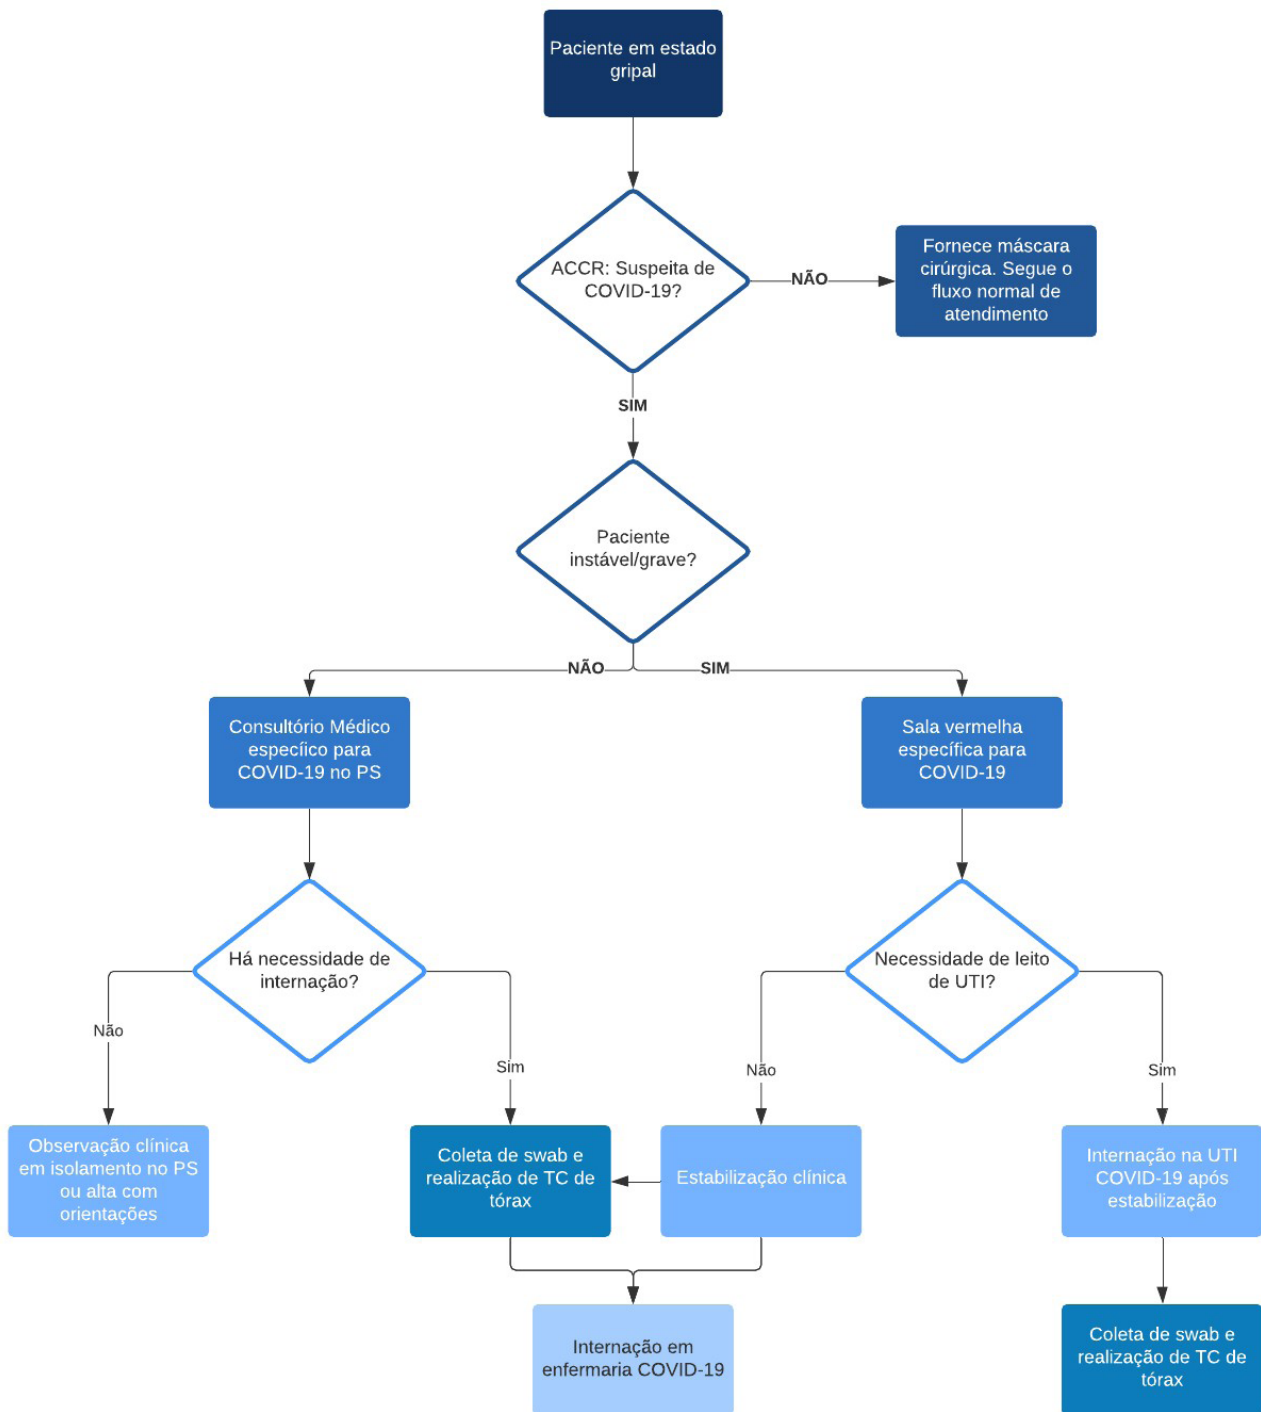 Paciente em estado
gripal
ACCR: Suspeita de
COVID-19?
NÃO
Fornece máscara
cirúrgica. Segue o
fluxo normal de
atendimento
SIM
Paciente
instável/grave?
NÃO
SIM
Consultório Médico
especíico para
COVID-19 no PS
Sala vermelha
específica para
COVID-19
Há necessidade de
internação?
Necessidade de leito
de UTI?
Não
Sim
Não
Sim
Observação clínica
em isolamento no PS
ou alta com
orientações
Coleta de swab e
realização de TC de
tórax
Estabilização clínica
Internação na UTI
COVID-19 após
estabilização
Internação em
enfermaria COVID-19
Coleta de swab e
realização de TC de
tórax